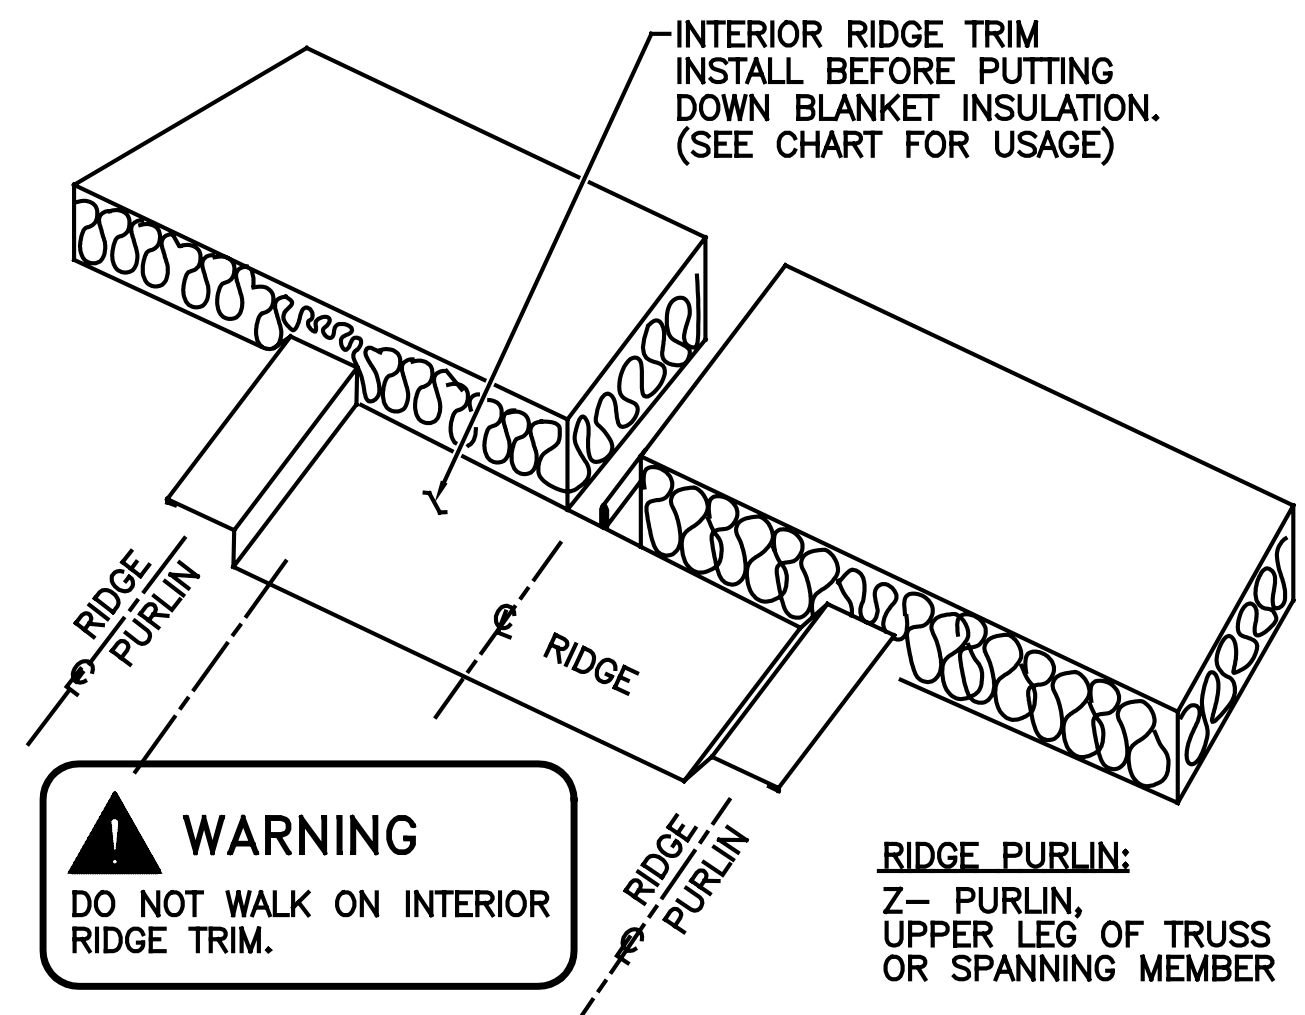 INTERIOR RIDGE TRIM
INSTALL BEFORE PUTTING
DOWN BLANKET INSULATION.
(SEE CHART FOR USAGE)
RIDGE
PURLIN
℄
℄ RIDGE
RIDGE
PURLIN
℄
! WARNING
DO NOT WALK ON INTERIOR
RIDGE TRIM.
RIDGE PURLIN:
Z- PURLIN,
UPPER LEG OF TRUSS
OR SPANNING MEMBER